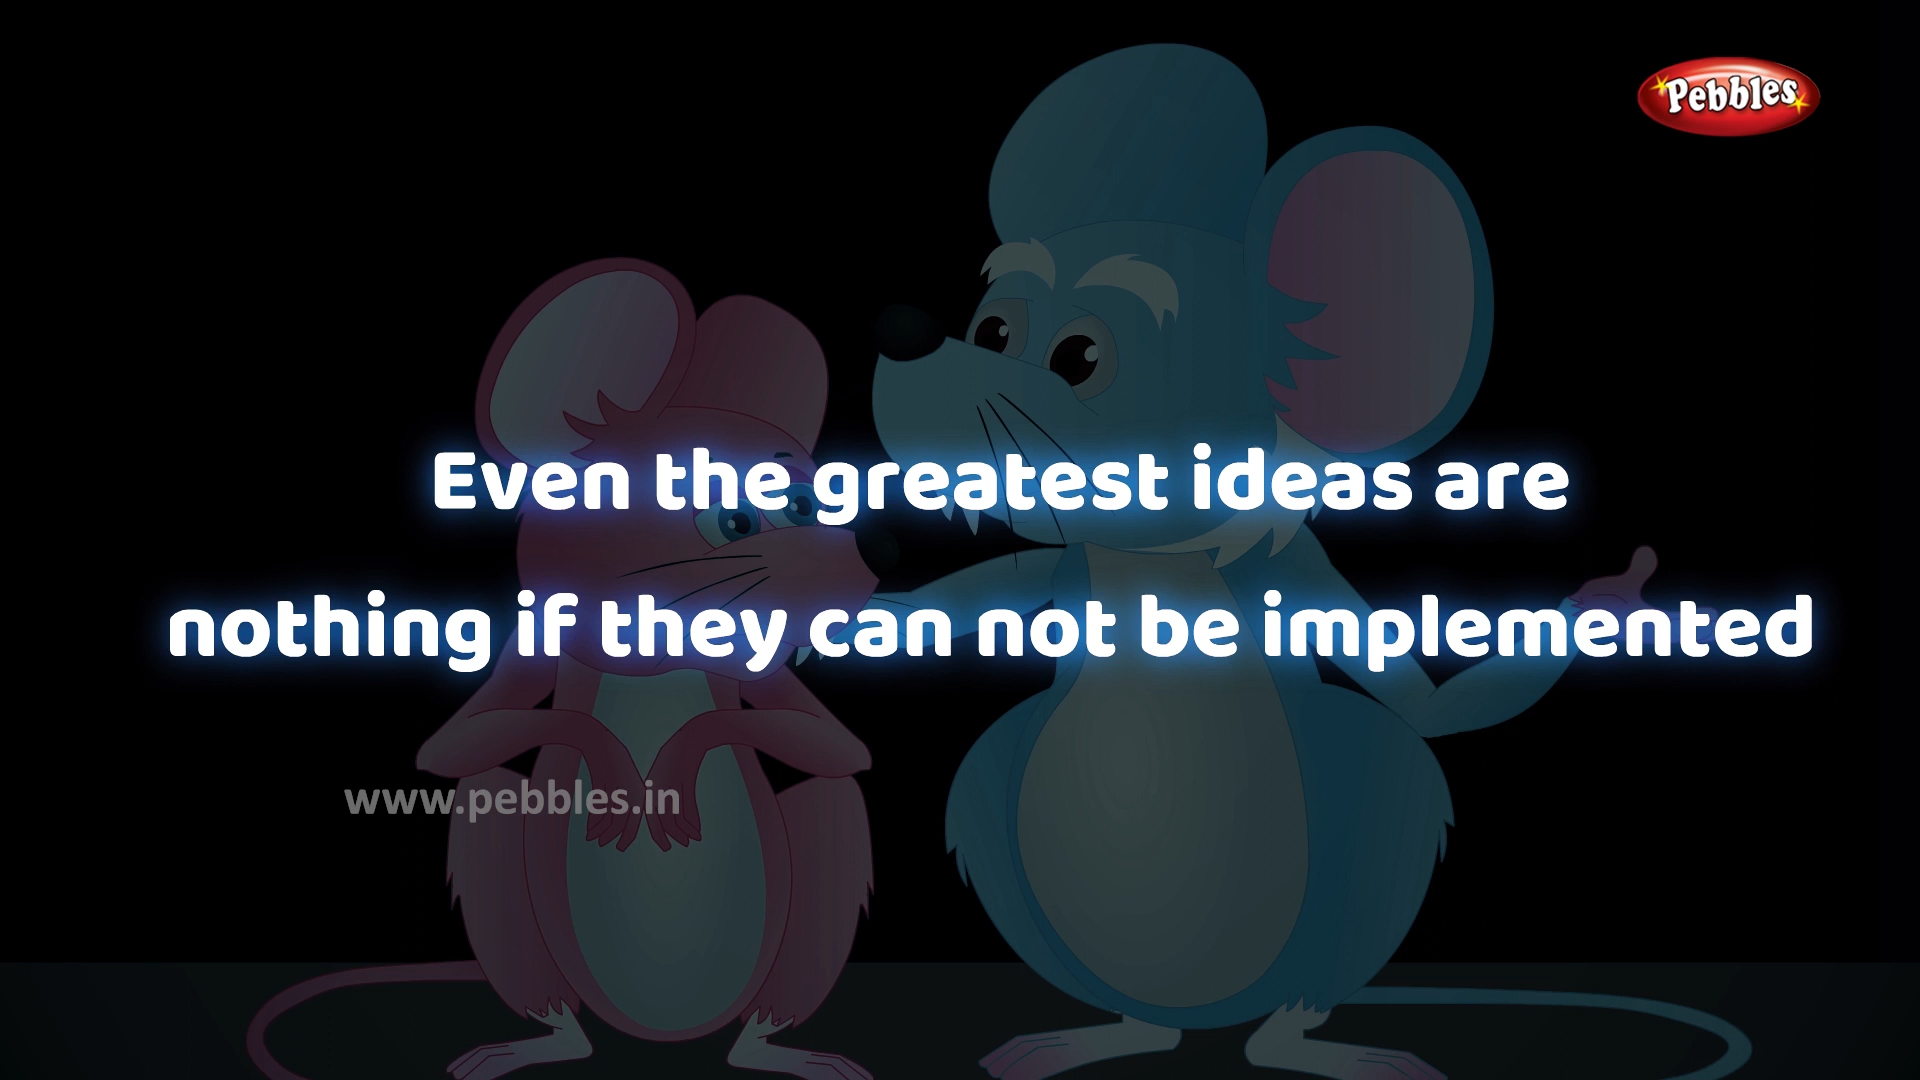 Pebbles
Even the greatest ideas are
nothing if they can not be implemented
www.pebbles.in